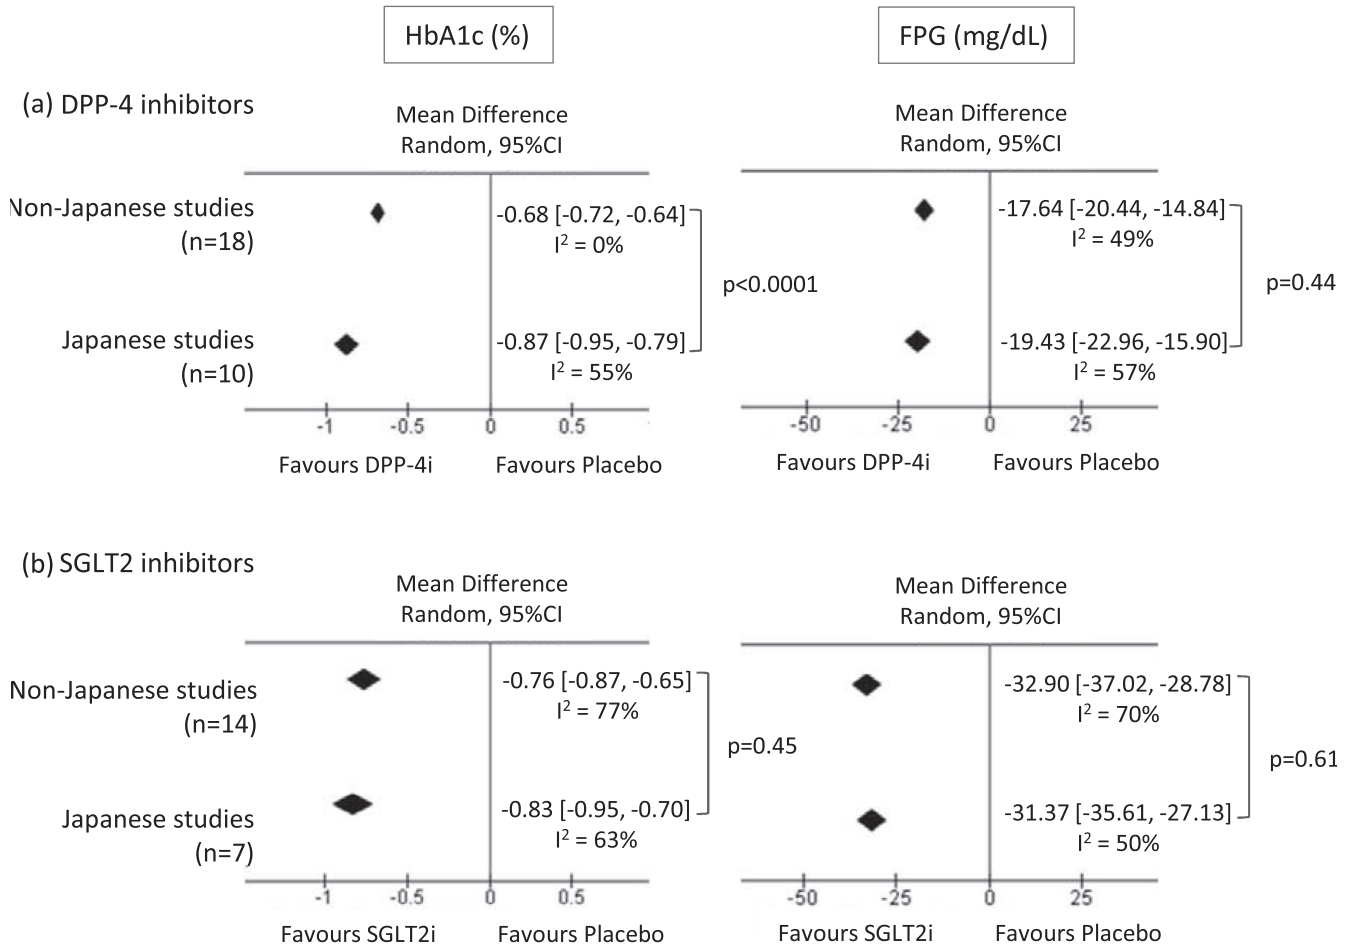 HbA1c (%)
FPG (mg/dL)
(a) DPP-4 inhibitors
Mean Difference
Random, 95%CI
Mean Difference
Random, 95%CI
Non-Japanese studies
(n=18)
-0.68 [-0.72, -0.64]
I² = 0%
p<0.0001
-17.64 [-20.44, -14.84]
I² = 49%
p=0.44
Japanese studies
(n=10)
-0.87 [-0.95, -0.79]
I² = 55%
-19.43 [-22.96, -15.90]
I² = 57%
-1 -0.5 0 0.5
-50 -25 0 25
Favours DPP-4i Favours Placebo
Favours DPP-4i Favours Placebo
(b) SGLT2 inhibitors
Mean Difference
Random, 95%CI
Mean Difference
Random, 95%CI
Non-Japanese studies
(n=14)
-0.76 [-0.87, -0.65]
I² = 77%
p=0.45
-32.90 [-37.02, -28.78]
I² = 70%
p=0.61
Japanese studies
(n=7)
-0.83 [-0.95, -0.70]
I² = 63%
-31.37 [-35.61, -27.13]
I² = 50%
-1 -0.5 0 0.5
-50 -25 0 25
Favours SGLT2i Favours Placebo
Favours SGLT2i Favours Placebo